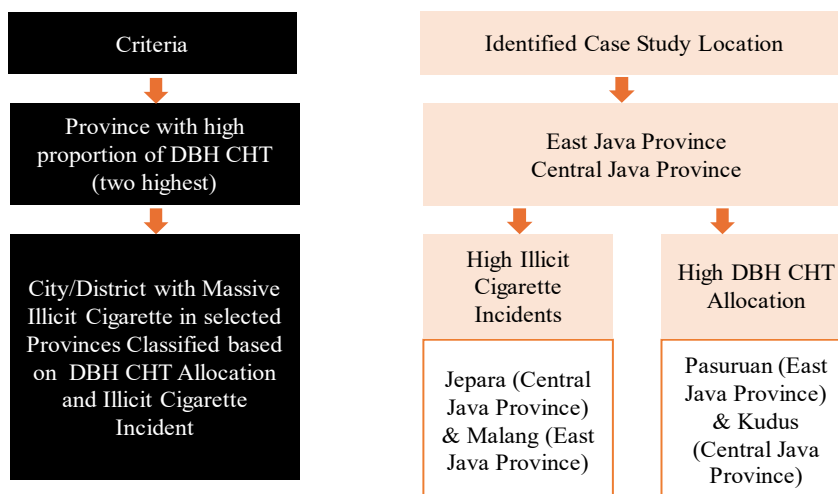 Criteria
Province with high
proportion of DBH CHT
(two highest)
City/District with Massive
Illicit Cigarette in selected
Provinces Classified based
on DBH CHT Allocation
and Illicit Cigarette
Incident
Identified Case Study Location
East Java Province
Central Java Province
High Illicit
Cigarette
Incidents
Jepara (Central
Java Province)
& Malang (East
Java Province)
High DBH CHT
Allocation
Pasuruan (East
Java Province)
& Kudus
(Central Java
Province)